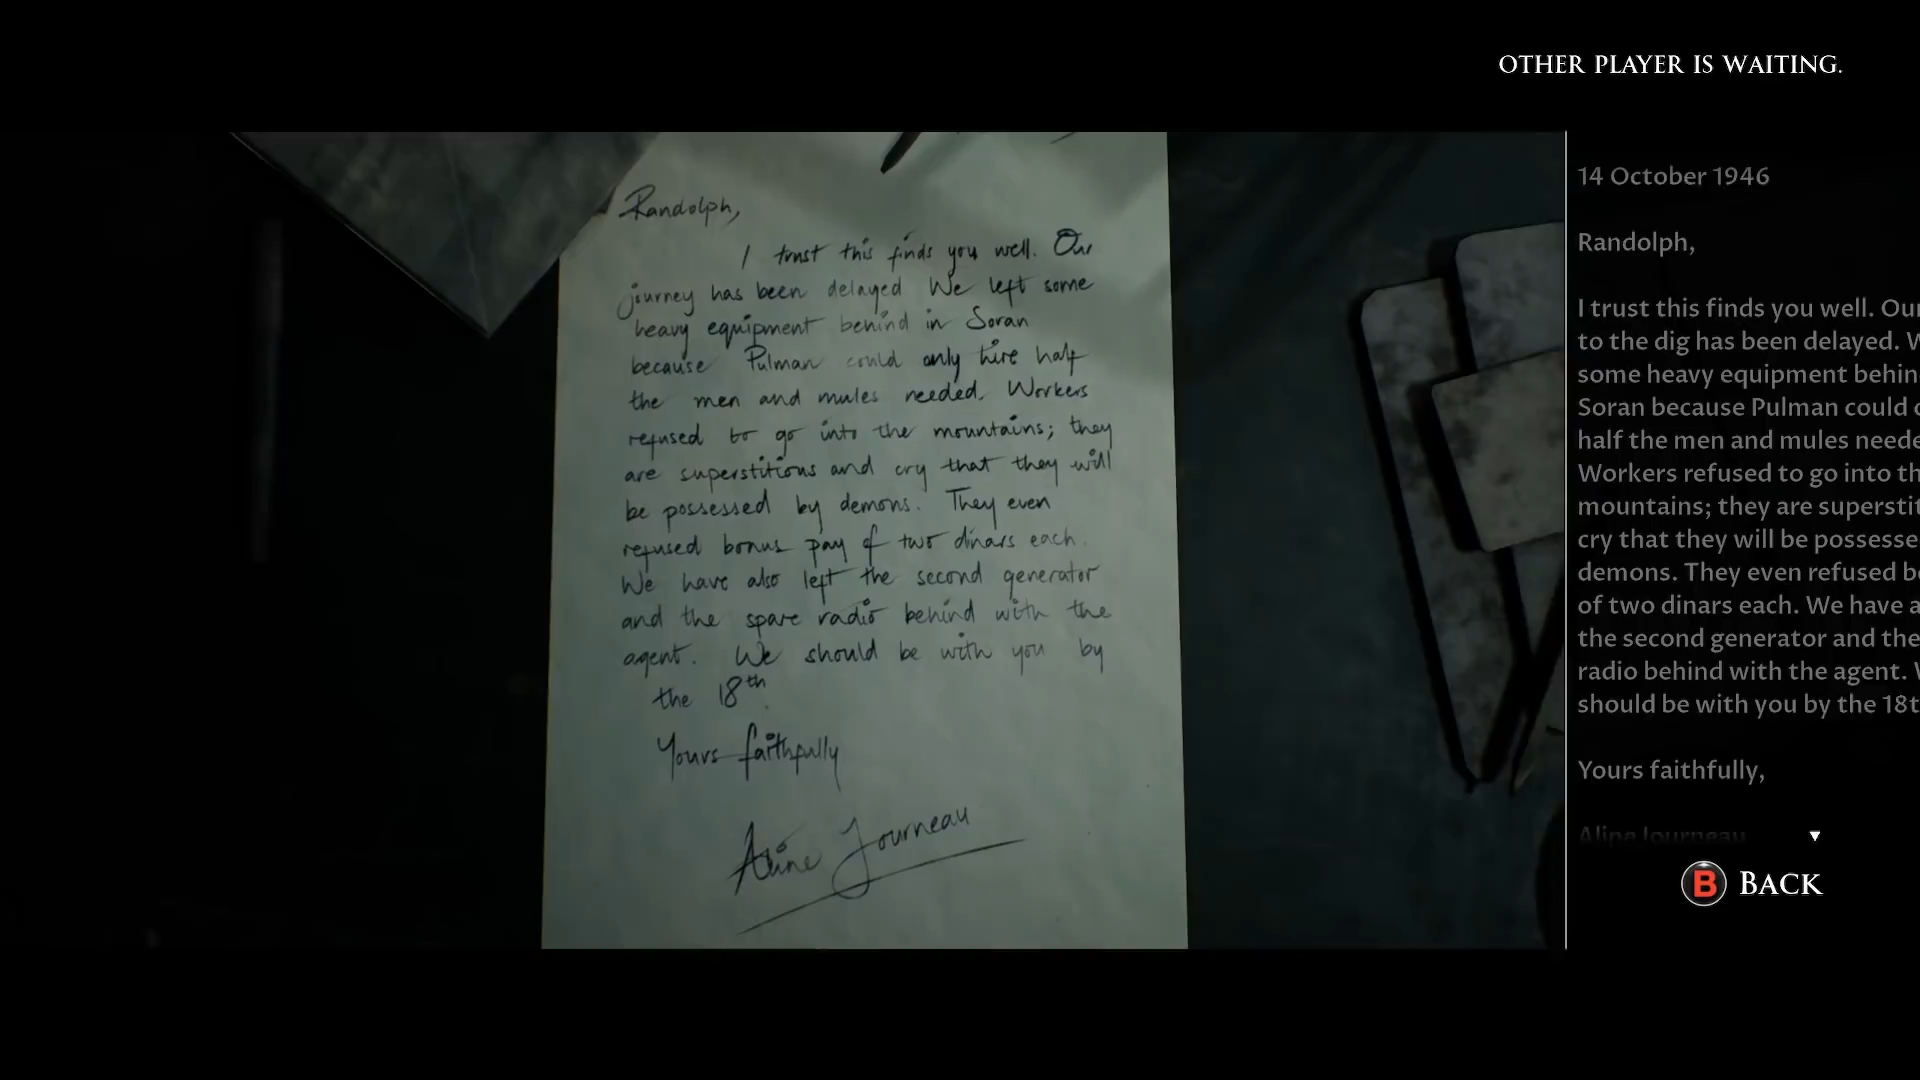 OTHER PLAYER IS WAITING.
Randolph,
I trust this finds you well. Our
journey has been delayed We left some
heavy equipment behind in Soran
because Pulman could only hire half
the men and mules needed. Workers
refused to go into the mountains; they
are superstitious and cry that they will
be possessed by demons. They even
refused bonus pay of two dinars each.
We have also left the second generator
and the spare radio behind with the
agent. We should be with you by
the 18th.
Yours faithfully
Aline Journeau
14 October 1946
Randolph,
I trust this finds you well. Our
to the dig has been delayed. W
some heavy equipment behin
Soran because Pulman could o
half the men and mules neede
Workers refused to go into th
mountains; they are superstit
cry that they will be possesse
demons. They even refused b
of two dinars each. We have a
the second generator and the
radio behind with the agent. W
should be with you by the 18t
Yours faithfully,
Aline Journeau
B BACK